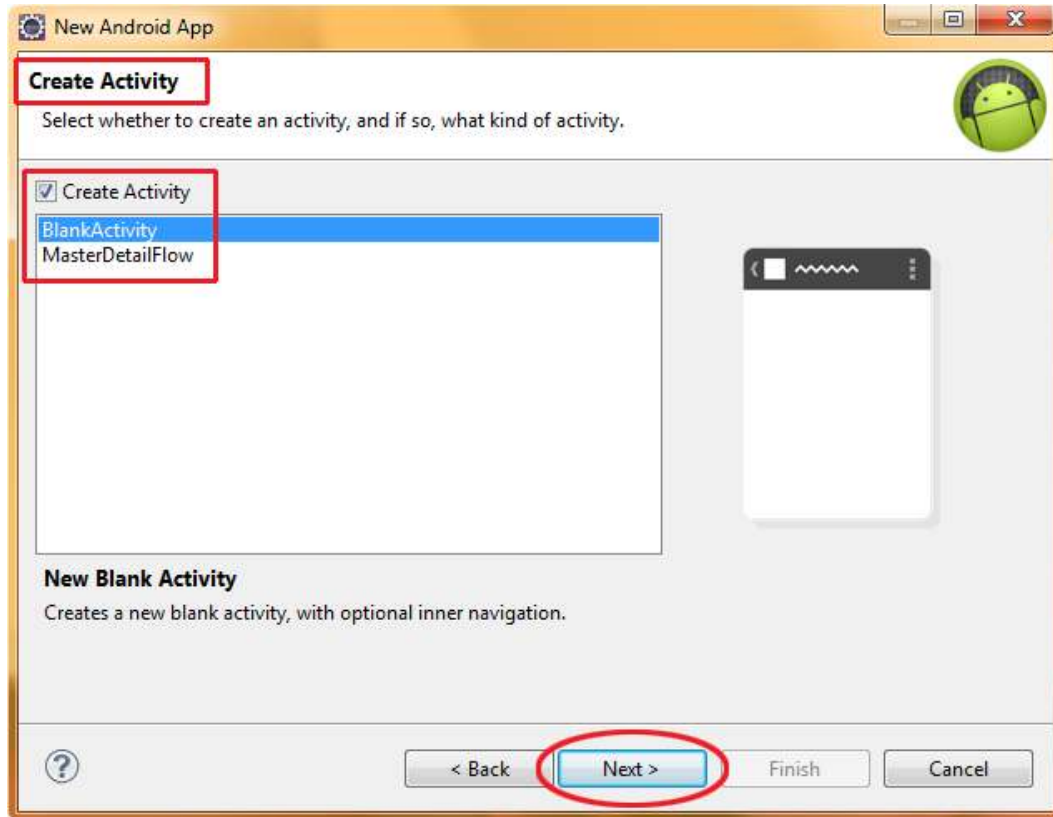 New Android App
Create Activity
Select whether to create an activity, and if so, what kind of activity.
Create Activity
BlankActivity
MasterDetailFlow
New Blank Activity
Creates a new blank activity, with optional inner navigation.
?
< Back
Next >
Finish
Cancel